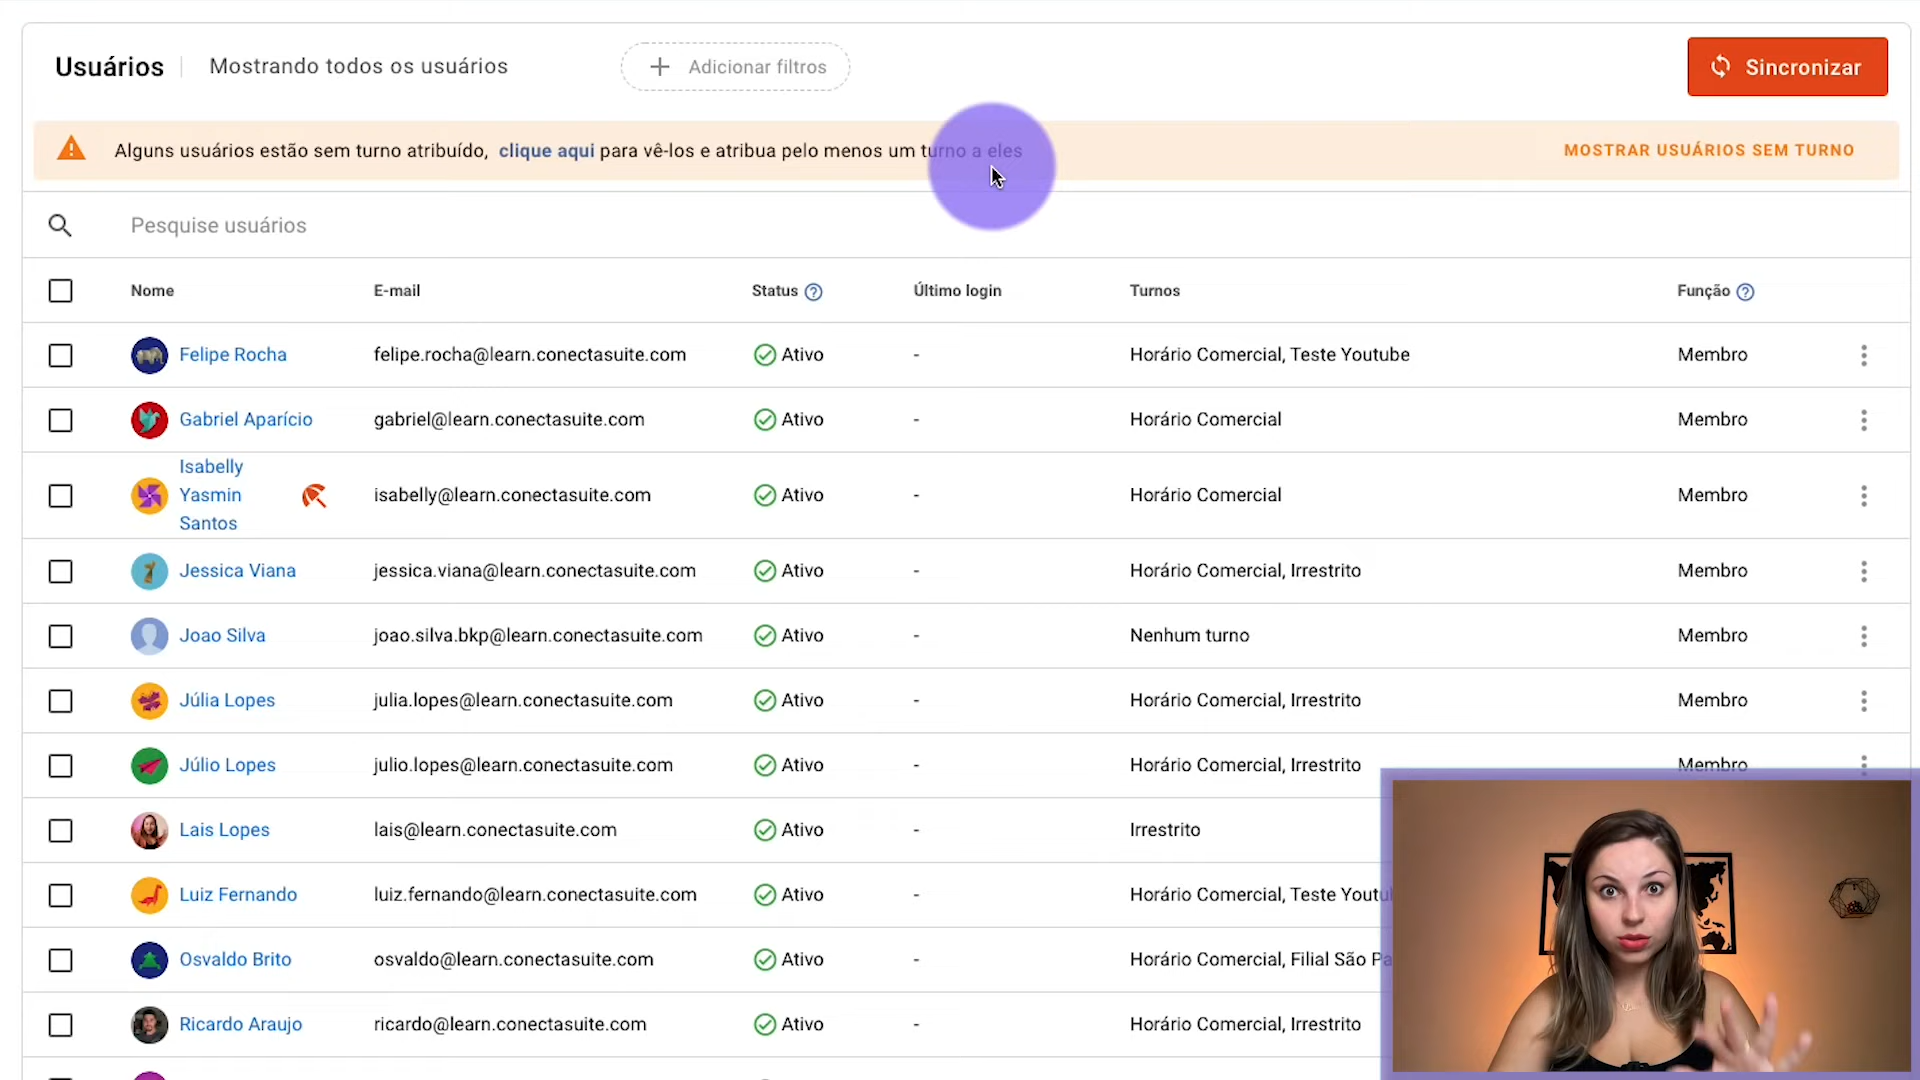 Usuários
Mostrando todos os usuários
Adicionar filtros
Sincronizar
Alguns usuários estão sem turno atribuído, clique aqui para vê-los e atribua pelo menos um turno a eles
MOSTRAR USUÁRIOS SEM TURNO
Pesquise usuários
Nome E-mail Status Último login Turnos Função
Felipe Rocha felipe.rocha@learn.conectasuite.com Ativo - Horário Comercial, Teste Youtube Membro
Gabriel Aparício gabriel@learn.conectasuite.com Ativo - Horário Comercial Membro
Isabelly
Yasmin
Santos
isabelly@learn.conectasuite.com Ativo - Horário Comercial Membro
Jessica Viana jessica.viana@learn.conectasuite.com Ativo - Horário Comercial, Irrestrito Membro
Joao Silva joao.silva.bkp@learn.conectasuite.com Ativo - Nenhum turno Membro
Júlia Lopes julia.lopes@learn.conectasuite.com Ativo - Horário Comercial, Irrestrito Membro
Júlio Lopes julio.lopes@learn.conectasuite.com Ativo - Horário Comercial, Irrestrito Membro
Lais Lopes lais@learn.conectasuite.com Ativo - Irrestrito
Luiz Fernando luiz.fernando@learn.conectasuite.com Ativo - Horário Comercial, Teste
Osvaldo Brito osvaldo@learn.conectasuite.com Ativo - Horário Comercial, Filial São
Ricardo Araujo ricardo@learn.conectasuite.com Ativo - Horário Comercial, Irrestrito